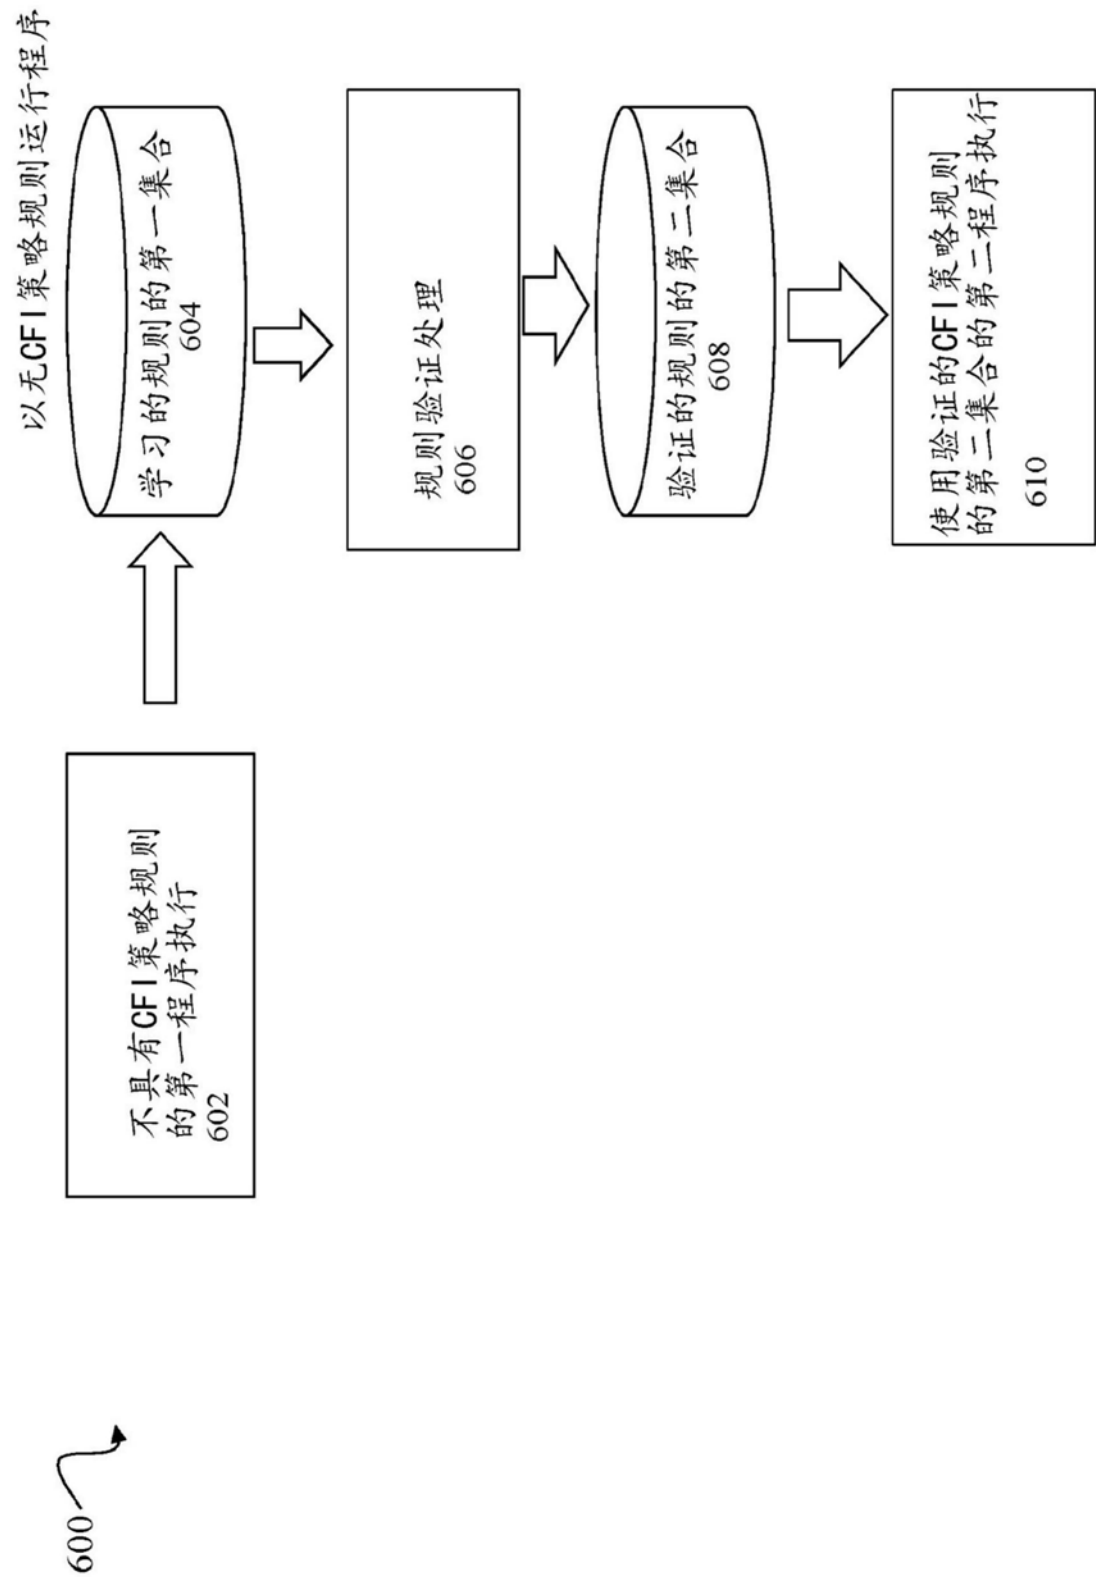 600
不具有CFI策略规则
的第一程序执行
602
以无CFI策略规则运行程序
学习的规则的第一集合
604
规则验证处理
606
验证的规则的第二集合
608
使用验证的CFI策略规则
的第二集合的第二程序执行
610